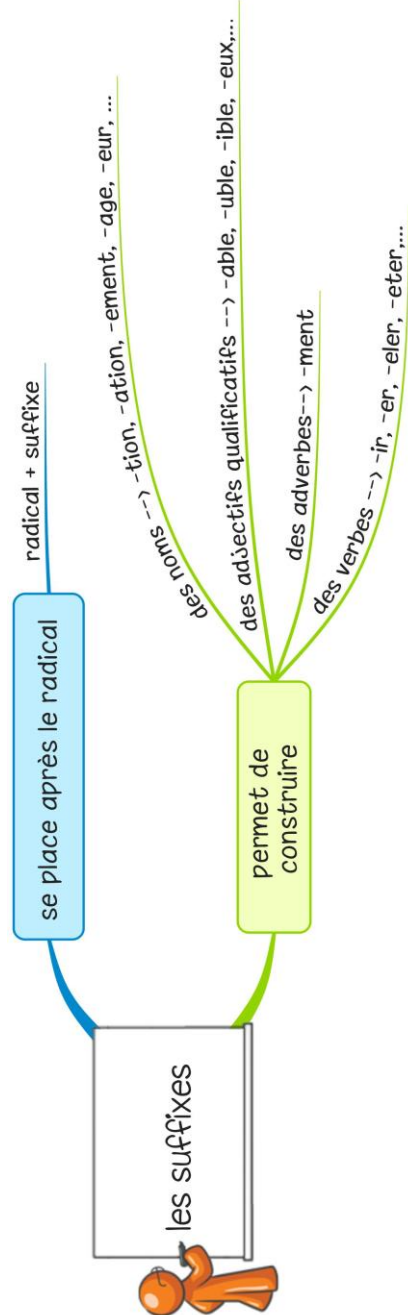 les suffixes
se place après le radical
radical + suffixe
permet de
construire
des noms --> -tion, -ation, -ement, -age, -eur, ...
des adjectifs qualificatifs --> -able, -uble, -ible, -eux,...
des adverbes--> -ment
des verbes --> -ir, -er, -eler, -eter,...